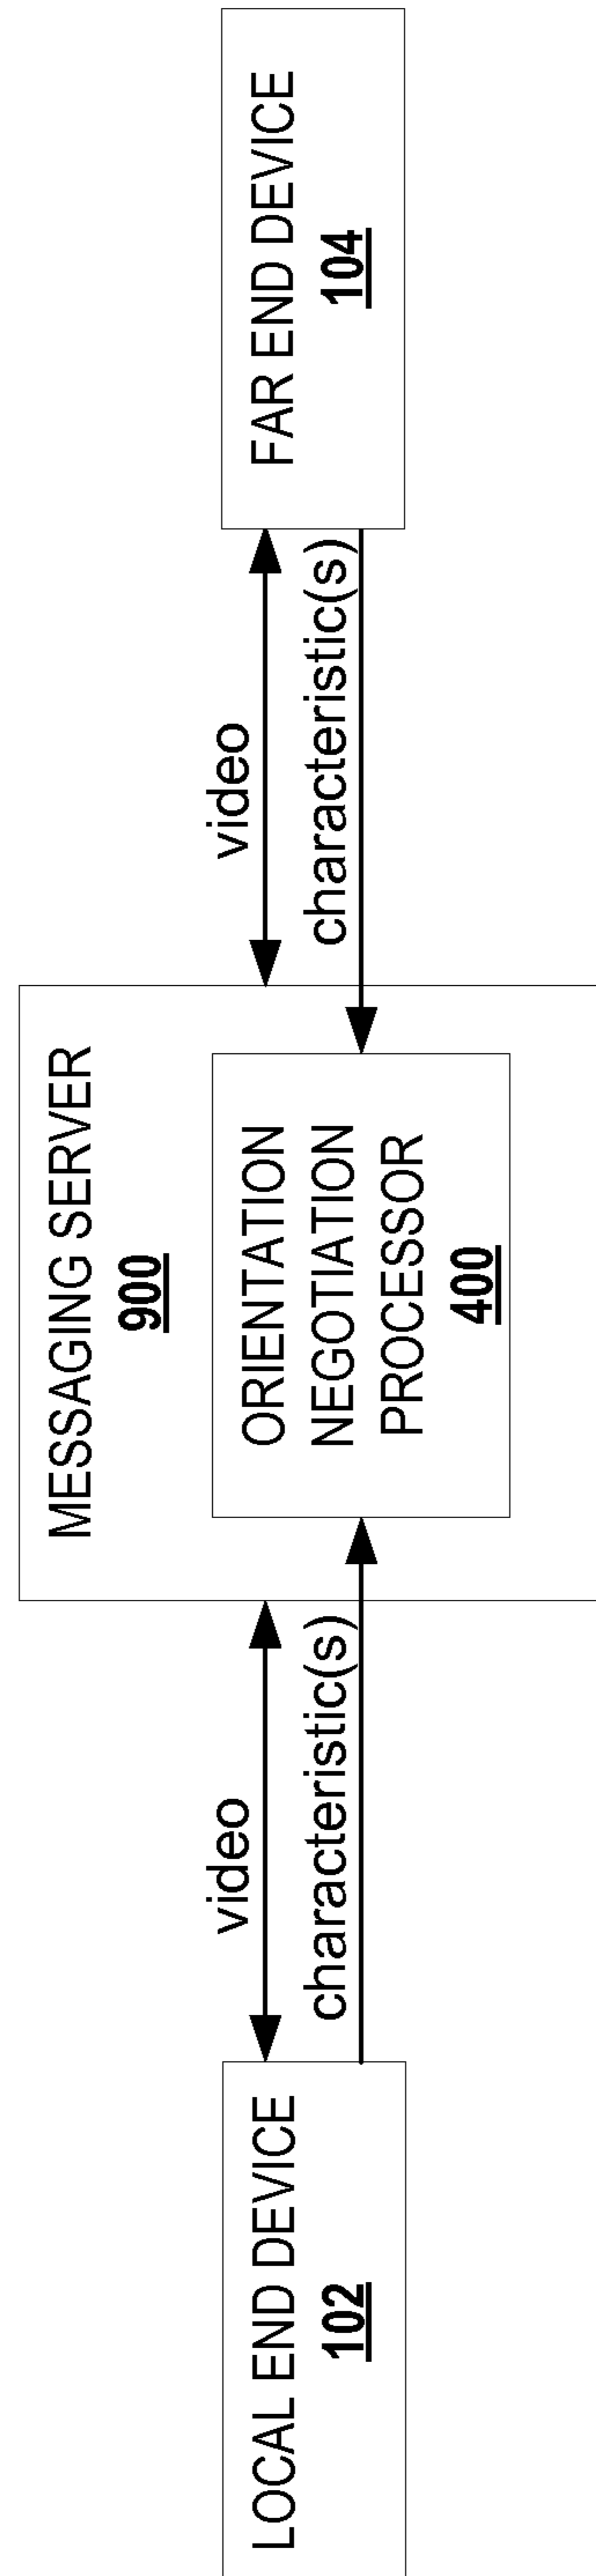 MESSAGING SERVER
900
LOCAL END DEVICE
102
video
characteristic(s)
ORIENTATION
NEGOTIATION
PROCESSOR
400
video
characteristic(s)
FAR END DEVICE
104